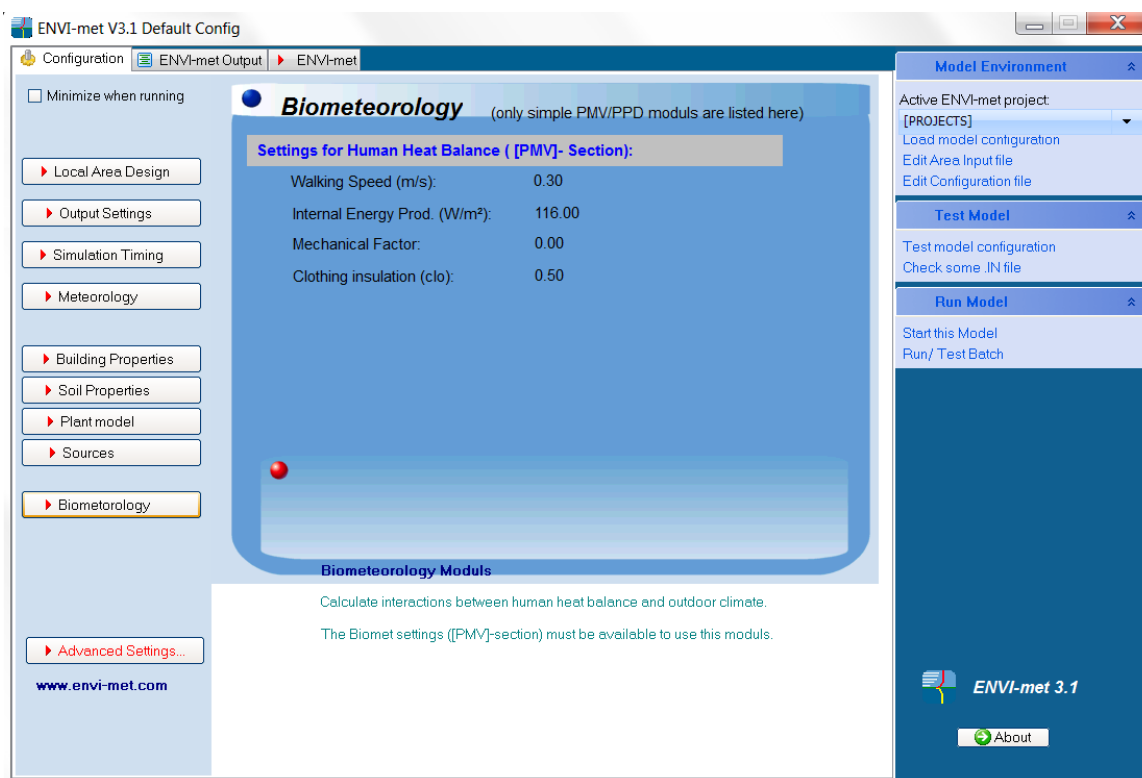 ENVI-met V3.1 Default Config
Configuration ENVI-met Output ENVI-met
Minimize when running
Local Area Design
Output Settings
Simulation Timing
Meteorology
Building Properties
Soil Properties
Plant model
Sources
Biometorology
Advanced Settings...
www.envi-met.com
Biometeorology (only simple PMV/PPD moduls are listed here)
Settings for Human Heat Balance ( [PMV]- Section):
Walking Speed (m/s): 0.30
Internal Energy Prod. (W/m²): 116.00
Mechanical Factor: 0.00
Clothing insulation (clo): 0.50
Biometeorology Moduls
Calculate interactions between human heat balance and outdoor climate.
The Biomet settings ([PMV]-section) must be available to use this moduls.
Model Environment
Active ENVI-met project:
[PROJECTS]
Load model configuration
Edit Area Input file
Edit Configuration file
Test Model
Test model configuration
Check some .IN file
Run Model
Start this Model
Run/ Test Batch
ENVI-met 3.1
About